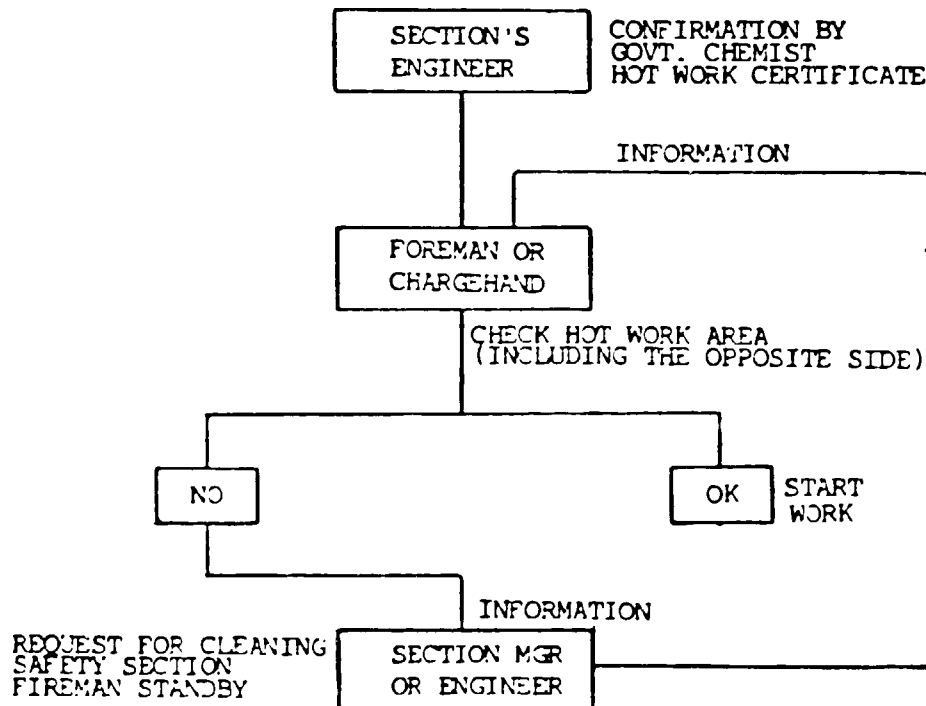 SECTION'S
ENGINEER
CONFIRMATION BY
GOVT. CHEMIST
HOT WORK CERTIFICATE
INFORMATION
FOREMAN OR
CHARGEHAND
CHECK HOT WORK AREA
(INCLUDING THE OPPOSITE SIDE)
NO
OK
START
WORK
INFORMATION
REQUEST FOR CLEANING
SAFETY SECTION
FIREMAN STANDBY
SECTION MGR
OR ENGINEER